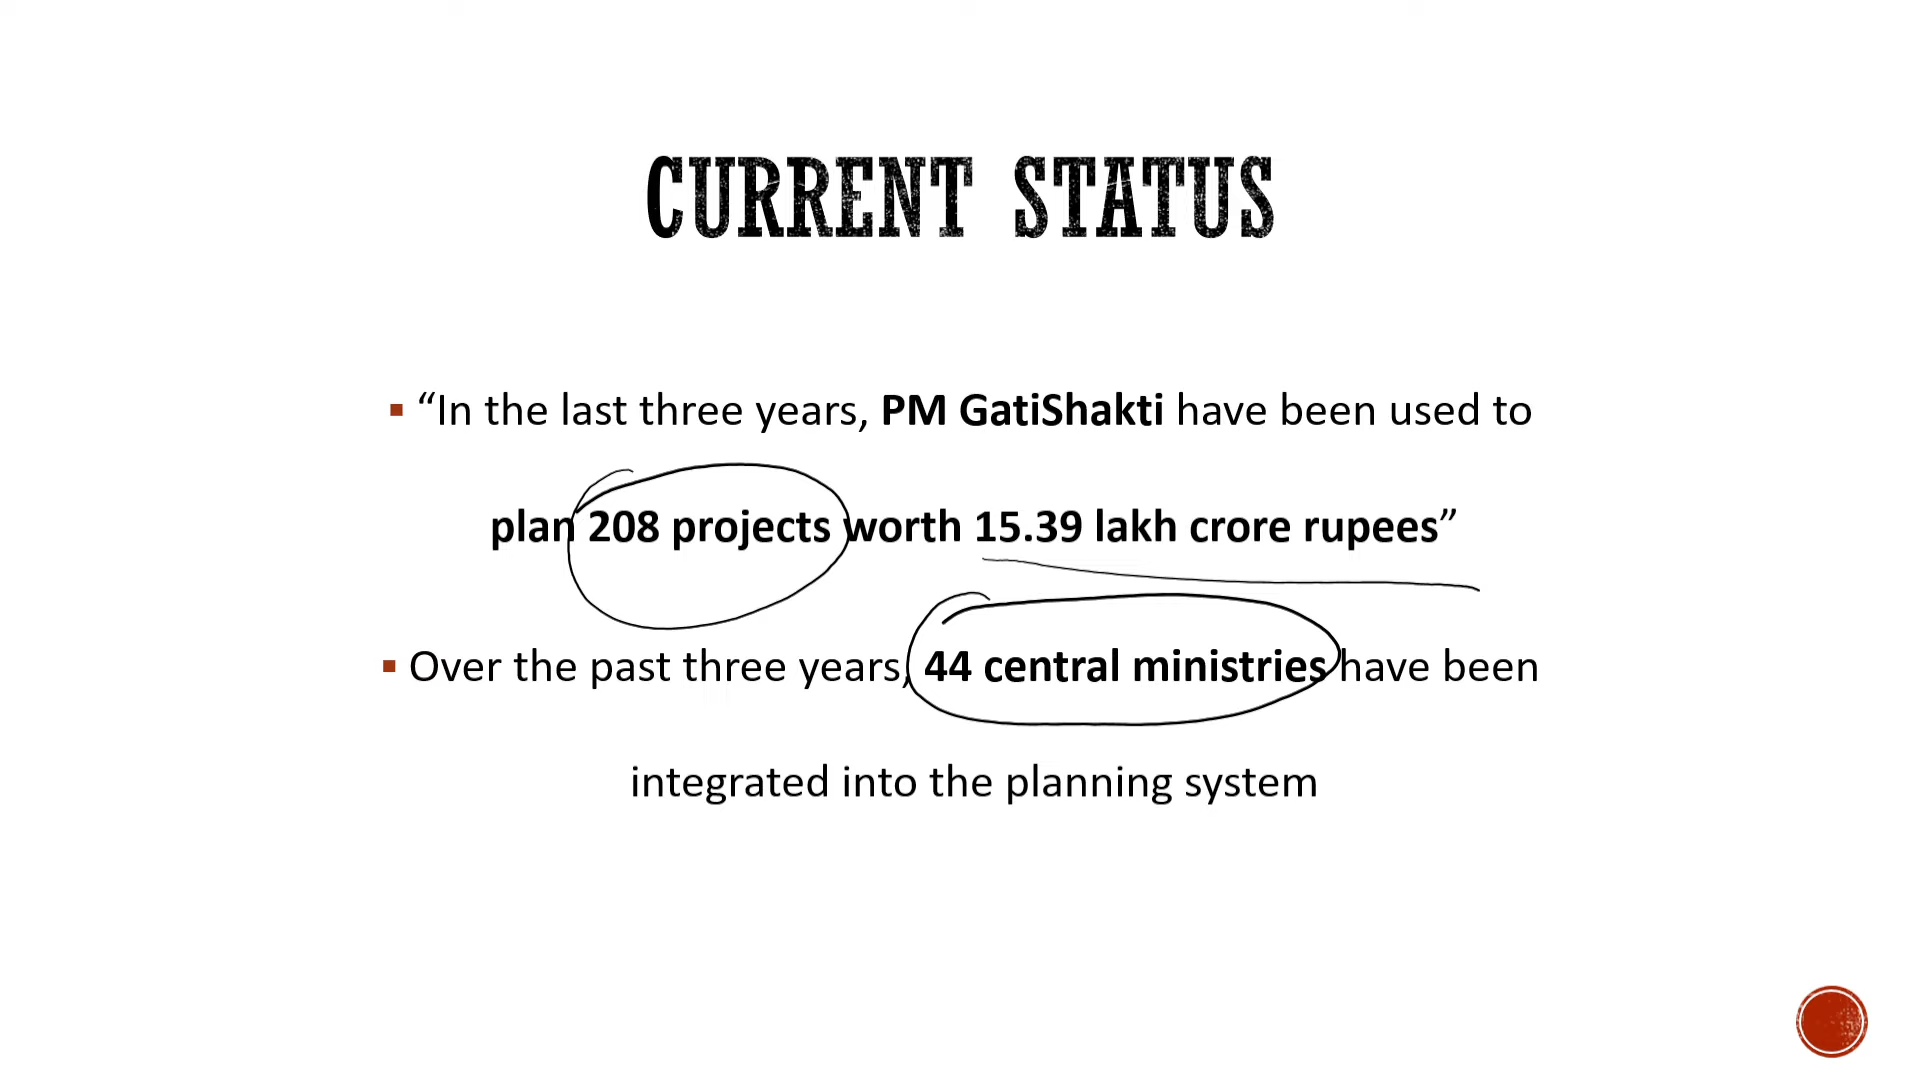 CURRENT STATUS
▪ “In the last three years, PM GatiShakti have been used to
plan 208 projects worth 15.39 lakh crore rupees”
▪ Over the past three years, 44 central ministries have been
integrated into the planning system